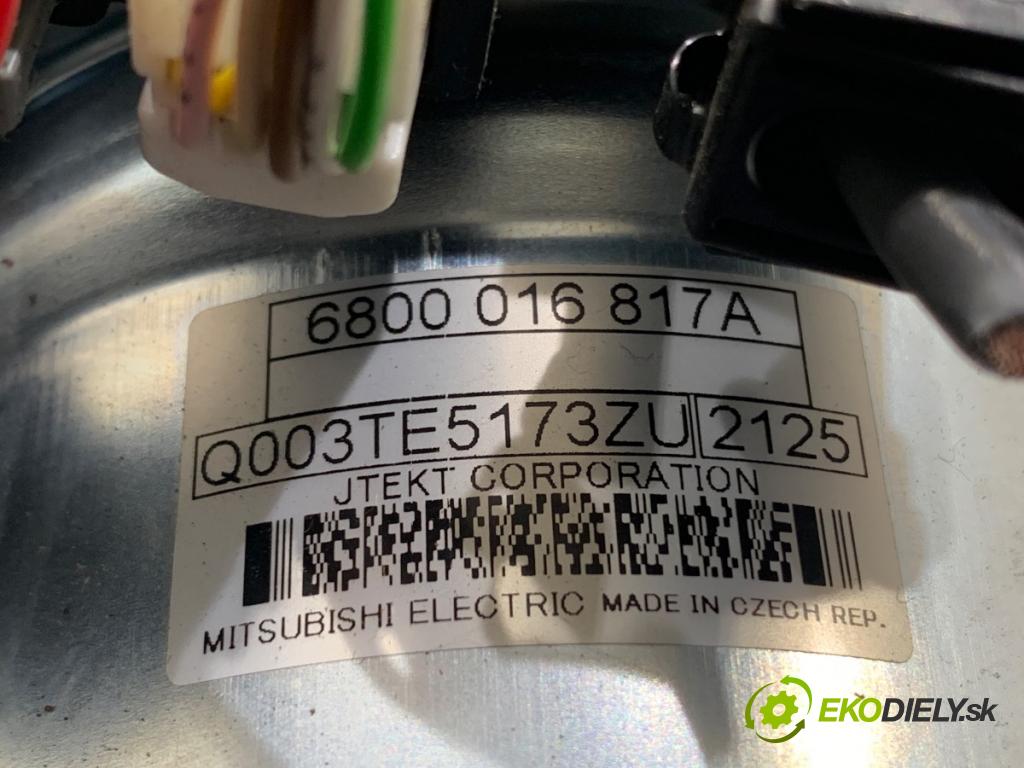 6800 016 817A
Q003TE5173ZU 2125
JTEKT CORPORATION
MITSUBISHI ELECTRIC MADE IN CZECH REP.
EKODIELY.sk